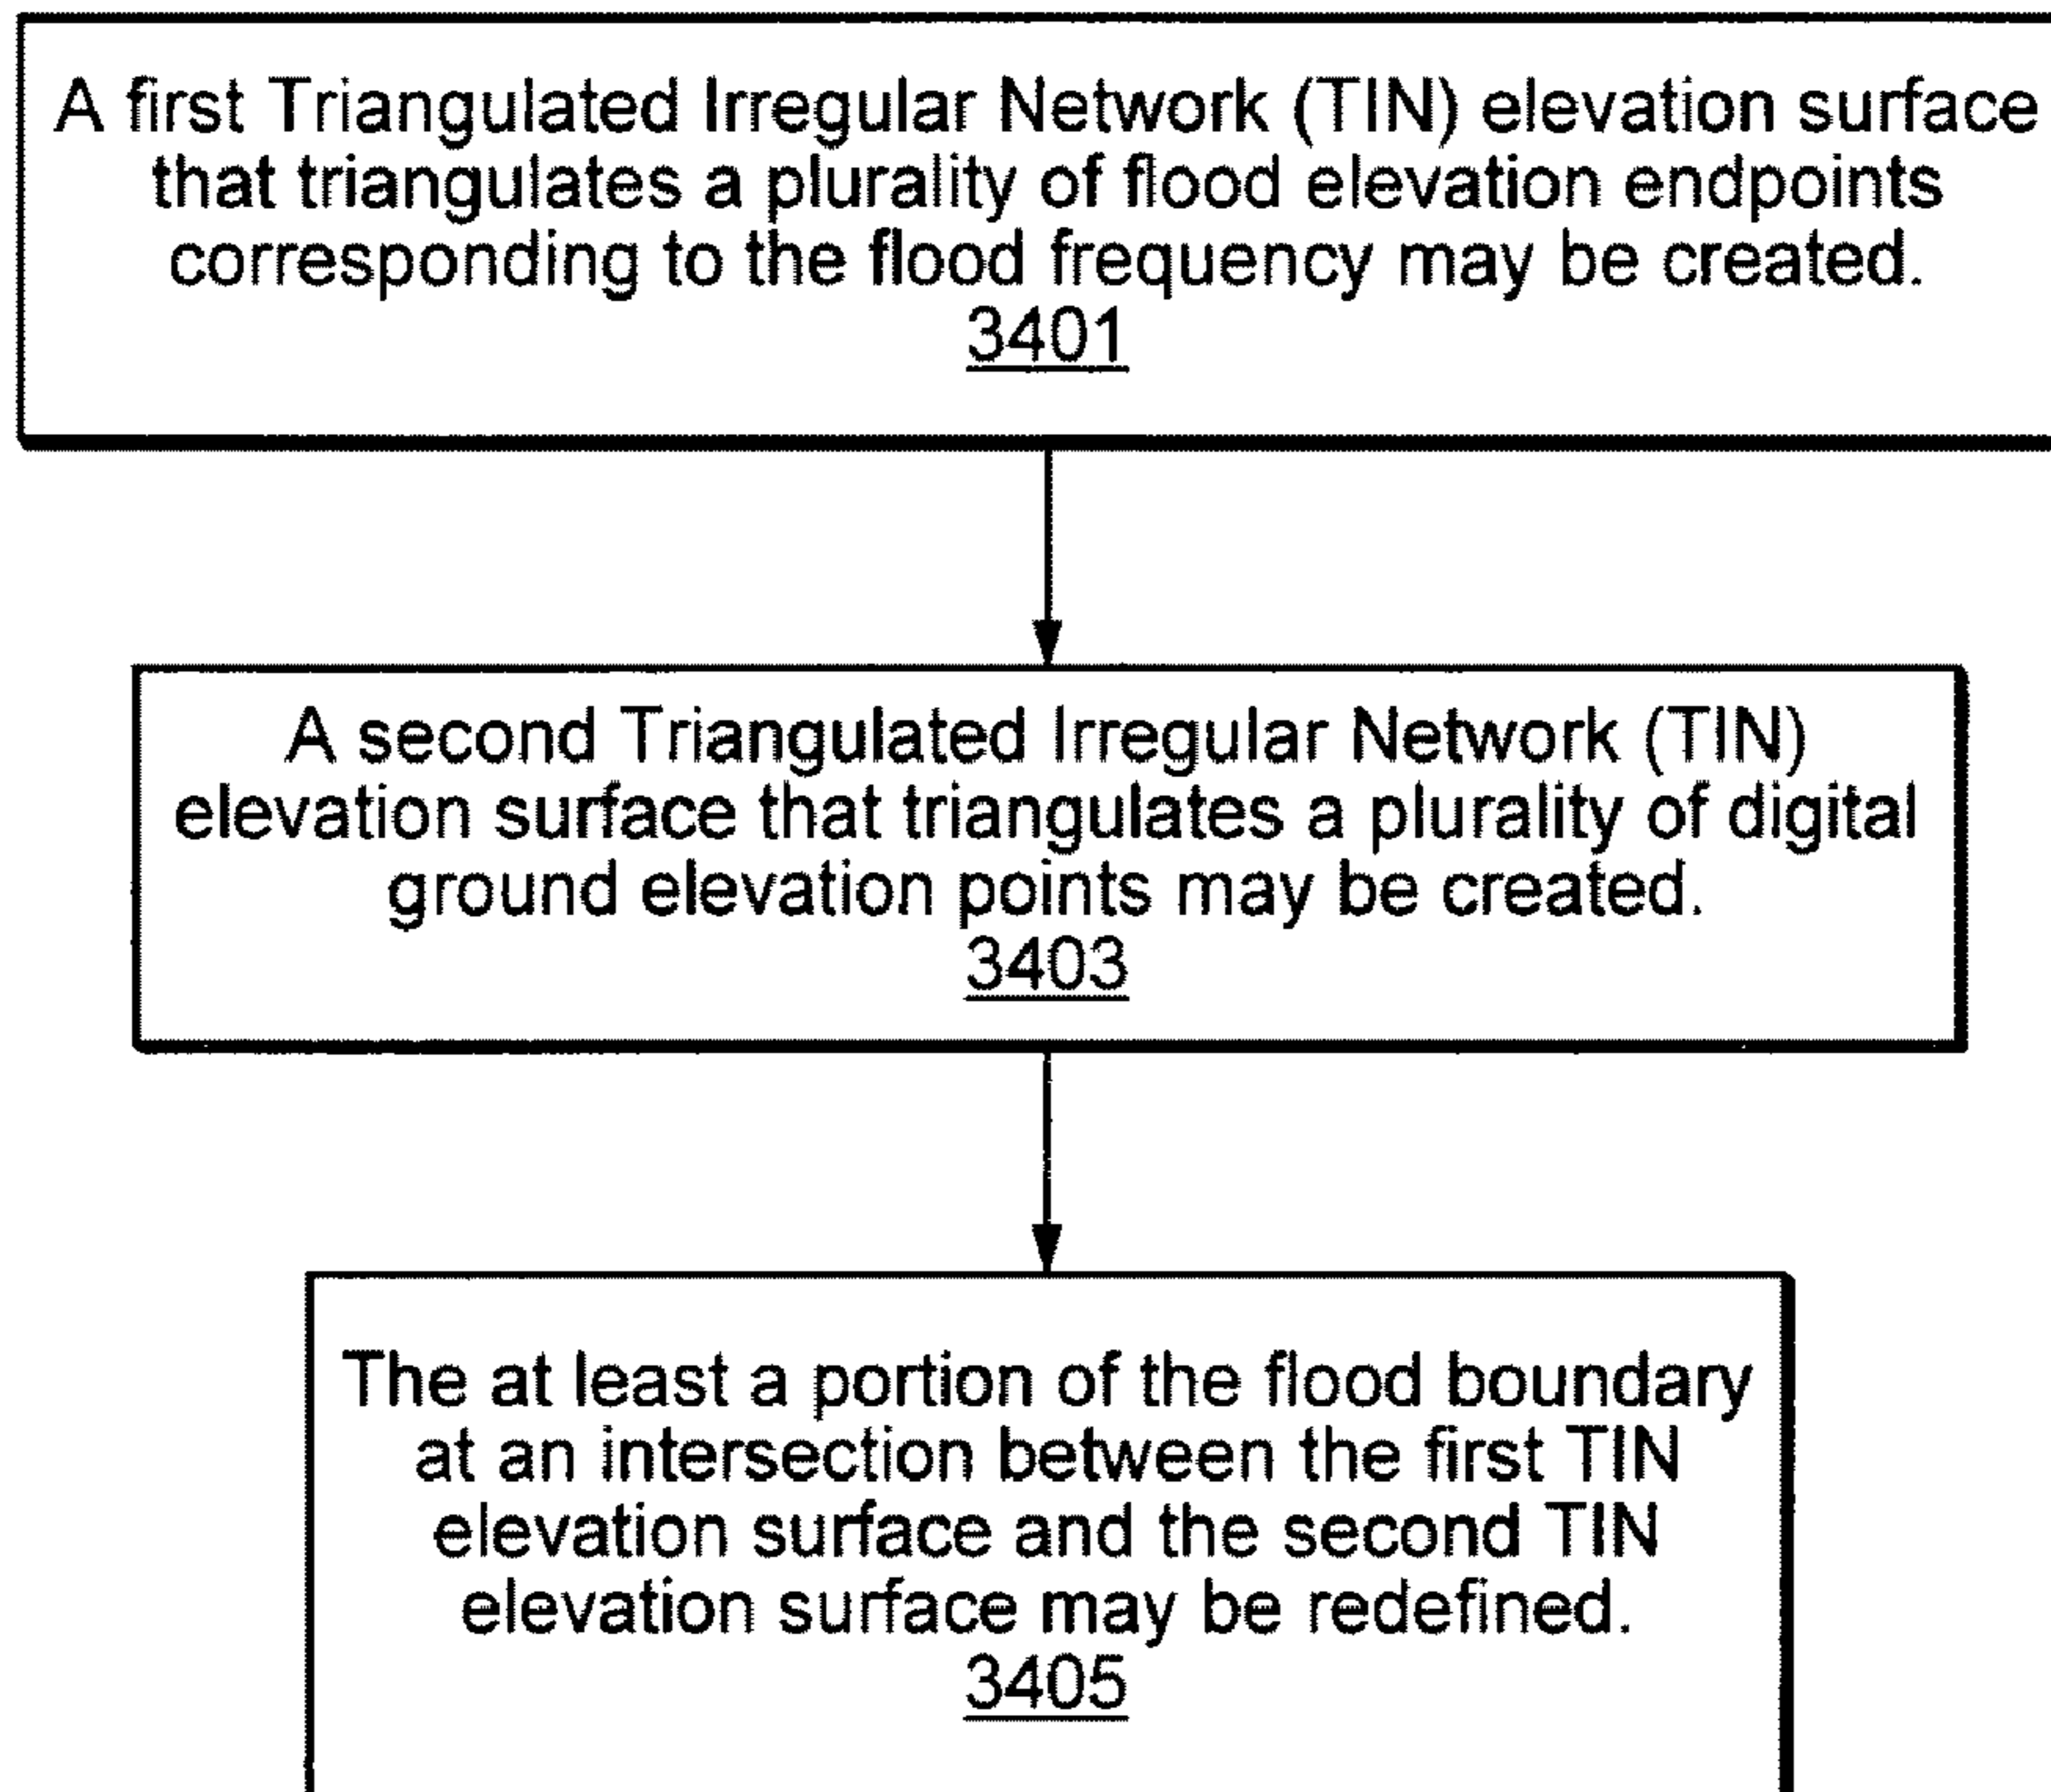 A first Triangulated Irregular Network (TIN) elevation surface
that triangulates a plurality of flood elevation endpoints
corresponding to the flood frequency may be created.
3401
A second Triangulated Irregular Network (TIN)
elevation surface that triangulates a plurality of digital
ground elevation points may be created.
3403
The at least a portion of the flood boundary
at an intersection between the first TIN
elevation surface and the second TIN
elevation surface may be redefined.
3405